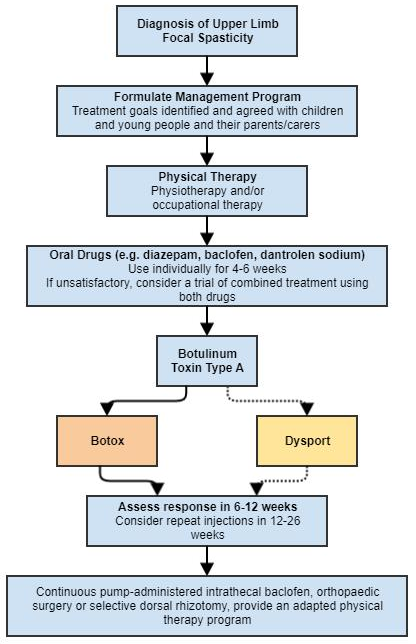 Diagnosis of Upper Limb
Focal Spasticity
Formulate Management Program
Treatment goals identified and agreed with children
and young people and their parents/carers
Physical Therapy
Physiotherapy and/or
occupational therapy
Oral Drugs (e.g. diazepam, baclofen, dantrolen sodium)
Use individually for 4-6 weeks
If unsatisfactory, consider a trial of combined treatment using
both drugs
Botulinum
Toxin Type A
Botox
Dysport
Assess response in 6-12 weeks
Consider repeat injections in 12-26
weeks
Continuous pump-administered intrathecal baclofen, orthopaedic
surgery or selective dorsal rhizotomy, provide an adapted physical
therapy program